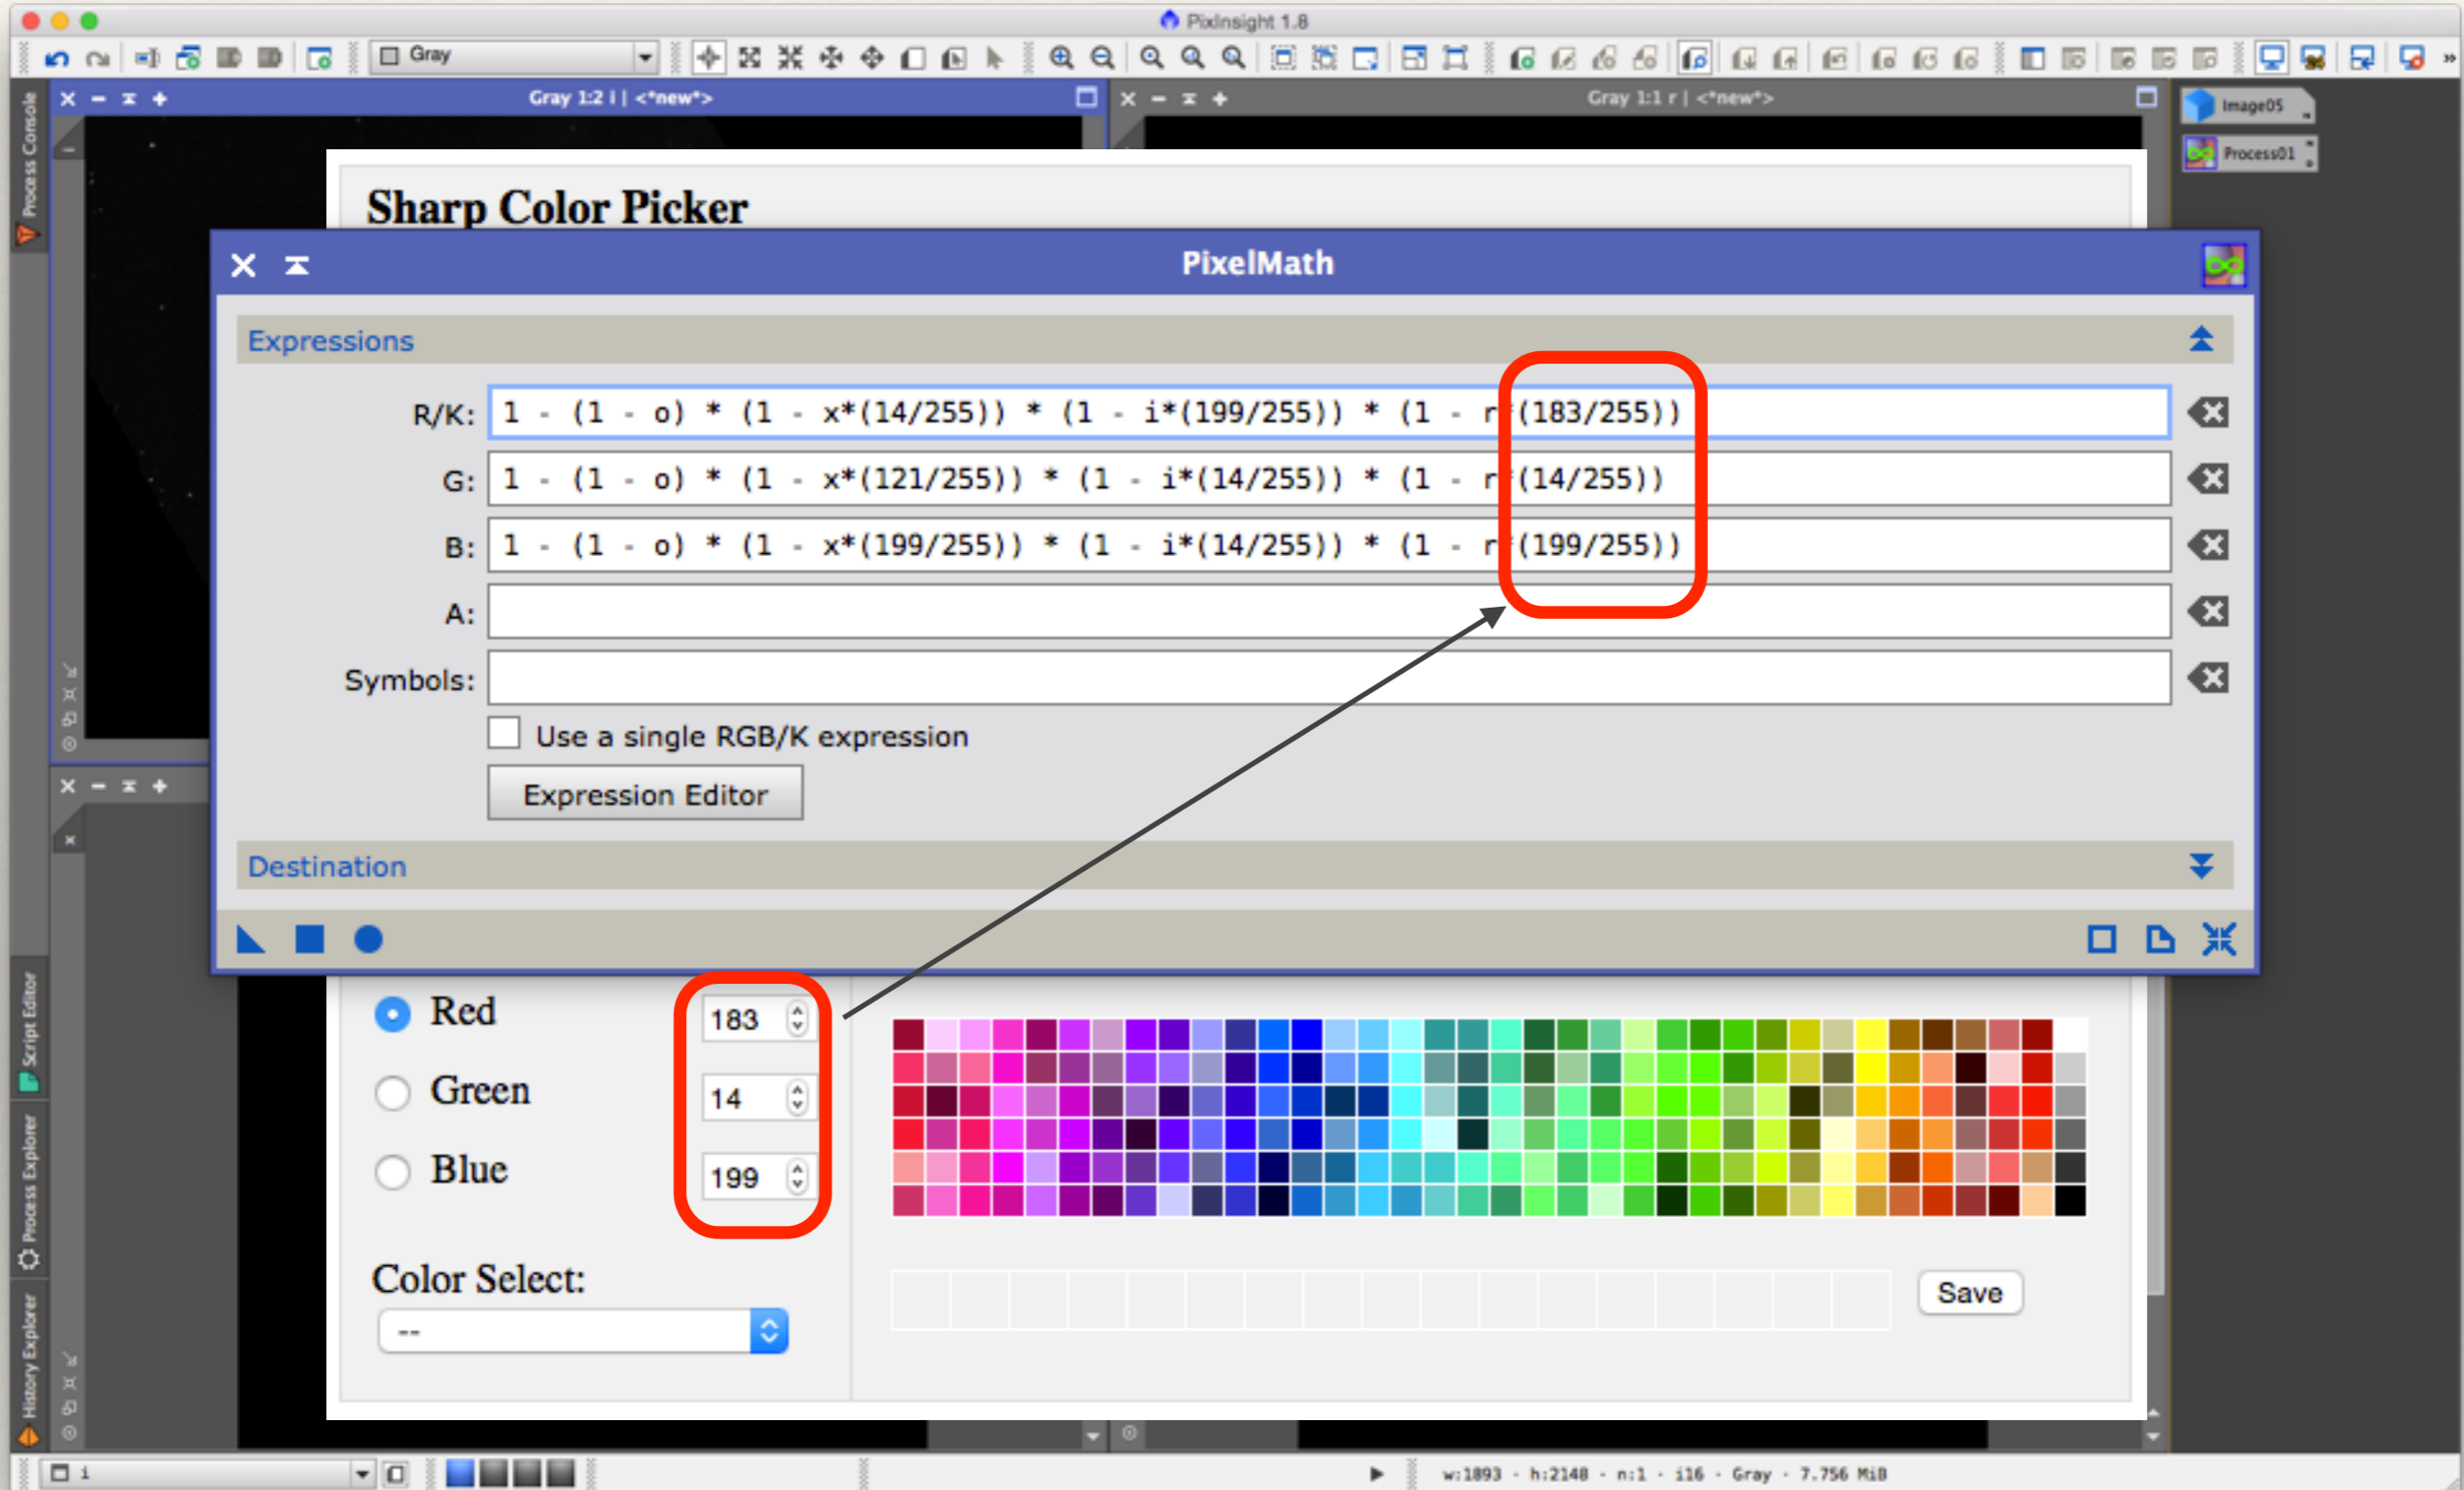 PixInsight 1.8
Gray
Gray 1:2 i | <*new*>
Gray 1:1 r | <*new*>
Image05
Process01
Process Console
Sharp Color Picker
PixelMath
Expressions
R/K: 1 - (1 - o) * (1 - x*(14/255)) * (1 - i*(199/255)) * (1 - r*(183/255))
G: 1 - (1 - o) * (1 - x*(121/255)) * (1 - i*(14/255)) * (1 - r*(14/255))
B: 1 - (1 - o) * (1 - x*(199/255)) * (1 - i*(14/255)) * (1 - r*(199/255))
A:
Symbols:
Use a single RGB/K expression
Expression Editor
Destination
Script Editor
Process Explorer
History Explorer
Red 183
Green 14
Blue 199
Color Select:
--
Save
i
w:1893 · h:2148 · n:1 · i16 · Gray · 7.756 MiB